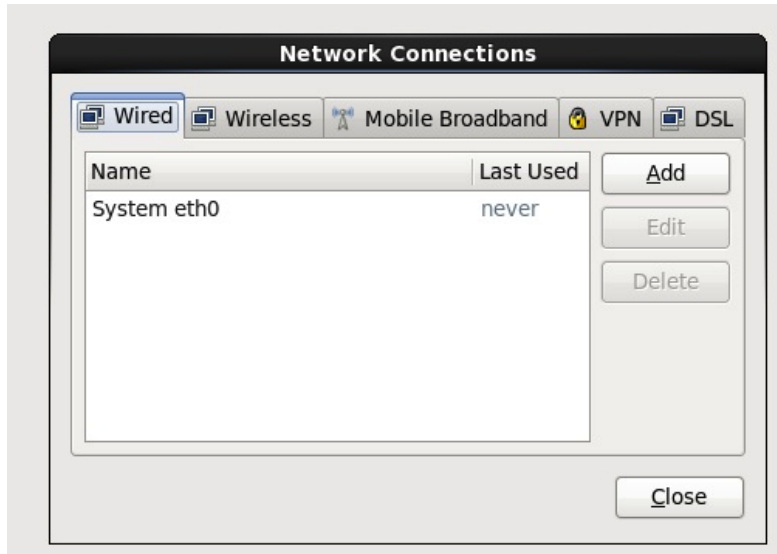 Network Connections
Wired Wireless Mobile Broadband VPN DSL
Name Last Used Add
System eth0 never Edit
Delete
Close